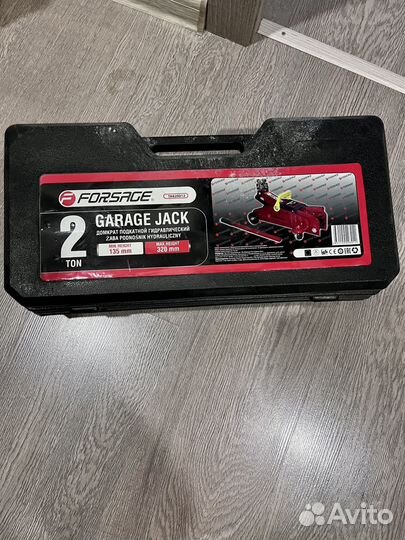 FORSAGE
2
TON
GARAGE JACK
ДОМКРАТ ПОДКАТНОЙ ГИДРАВЛИЧЕСКИЙ
ŻABA PODNOŚNIK HYDRAULICZNY
MIN HEIGHT
135 mm
MAX HEIGHT
320 mm
Avito